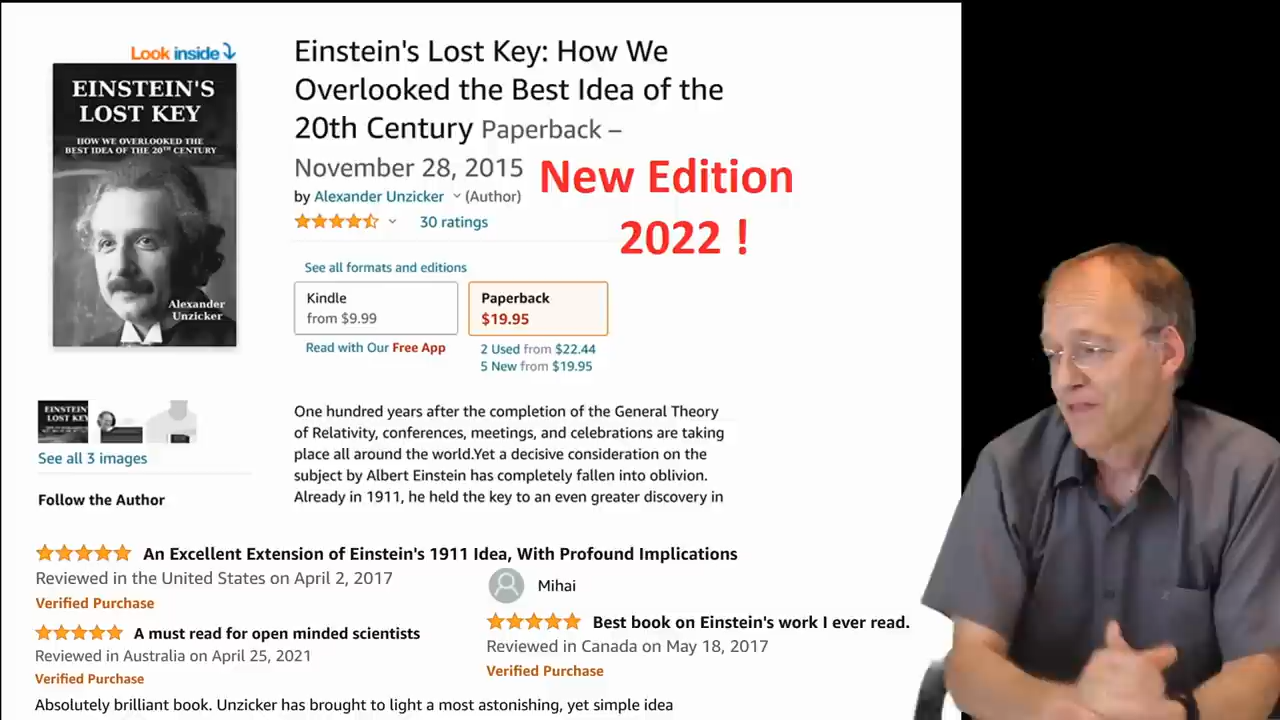 Look inside
EINSTEIN'S
LOST KEY
HOW WE OVERLOOKED THE
BEST IDEA OF THE 20TH CENTURY
Alexander
Unzicker
Einstein's Lost Key: How We
Overlooked the Best Idea of the
20th Century Paperback –
November 28, 2015
by Alexander Unzicker (Author)
30 ratings
New Edition
2022 !
See all formats and editions
Kindle
from $9.99
Paperback
$19.95
Read with Our Free App
2 Used from $22.44
5 New from $19.95
EINSTEIN'S
LOST KEY
See all 3 images
Follow the Author
One hundred years after the completion of the General Theory
of Relativity, conferences, meetings, and celebrations are taking
place all around the world.Yet a decisive consideration on the
subject by Albert Einstein has completely fallen into oblivion.
Already in 1911, he held the key to an even greater discovery in
An Excellent Extension of Einstein's 1911 Idea, With Profound Implications
Reviewed in the United States on April 2, 2017
Verified Purchase
A must read for open minded scientists
Reviewed in Australia on April 25, 2021
Verified Purchase
Mihai
Best book on Einstein's work I ever read.
Reviewed in Canada on May 18, 2017
Verified Purchase
Absolutely brilliant book. Unzicker has brought to light a most astonishing, yet simple idea